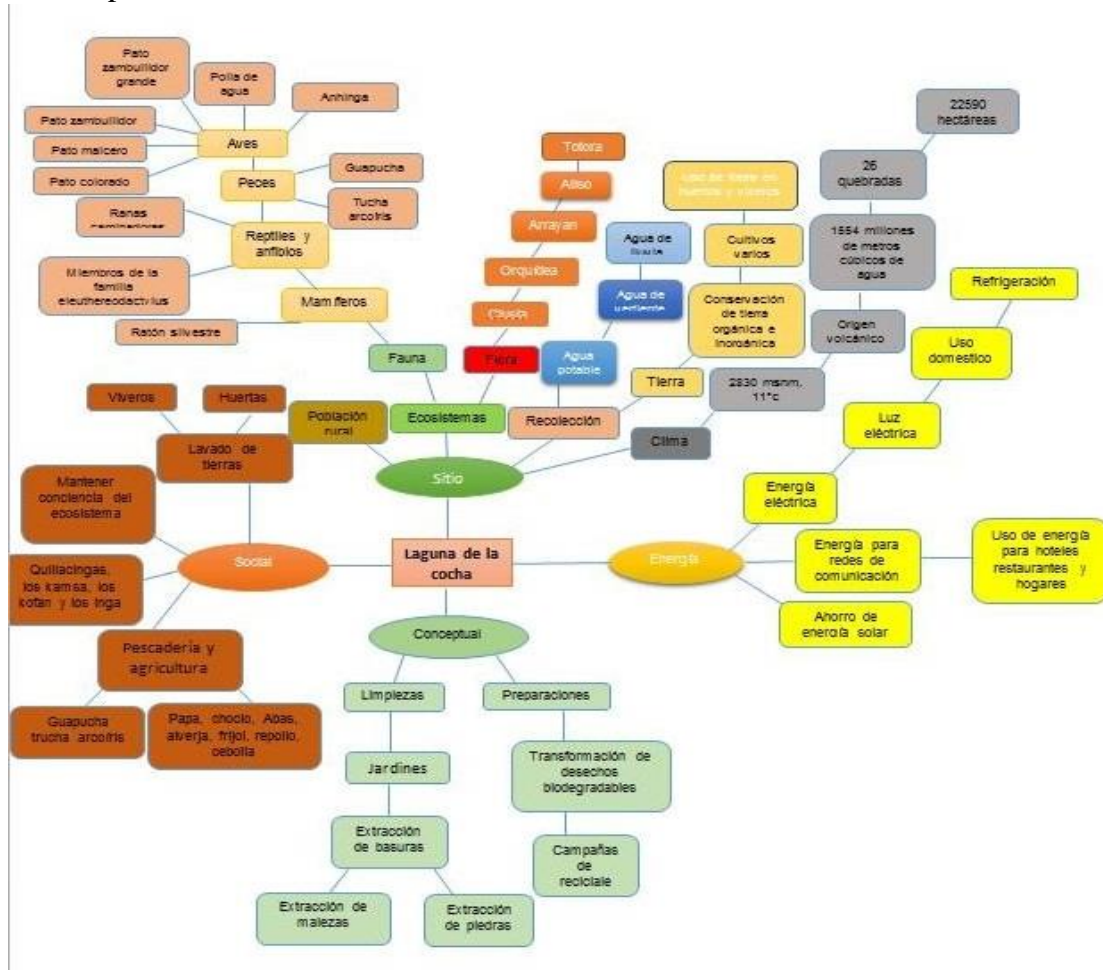 Pato
zambullidor
grande
Polla de
agua
Anhinga
Pato zambullidor
Pato maicero
Pato colorado
Aves
Peces
Guapucha
Tucha
arcoíris
Ranas
Reptiles y
anfibios
Miembros de la
familia
eleuthereodactylus
Mamíferos
Ratón silvestre
Fauna
Totora
Aliso
Arrayan
Orquídea
Flora
Agua de
lluvia
Agua de
vertiente
Agua
potable
Cultivos
varios
Conservación
de tierra
orgánica e
inorgánica
Tierra
22590
hectáreas
26
quebradas
1554 millones
de metros
cúbicos de
agua
Origen
volcánico
2830 msnm.
11°c
Clima
Refrigeración
Uso
domestico
Luz
eléctrica
Energía
eléctrica
Viveros
Huertas
Lavado de
tierras
Población
rural
Ecosistemas
Recolección
Sitio
Mantener
conciencia del
ecosistema
Quillacingas,
los kamsa, los
kofan y los inga
Social
Laguna de la
cocha
Energía
Energía para
redes de
comunicación
Uso de energía
para hoteles
restaurantes y
hogares
Ahorro de
energía solar
Pescadería y
agricultura
Guapucha
trucha arcoíris
Papa, choclo, Abas,
alverja, frijol, repollo,
cebolla
Conceptual
Limpiezas
Preparaciones
Jardines
Transformación de
desechos
biodegradables
Extracción
de basuras
Campañas
de
reciclaje
Extracción de
malezas
Extracción
de piedras